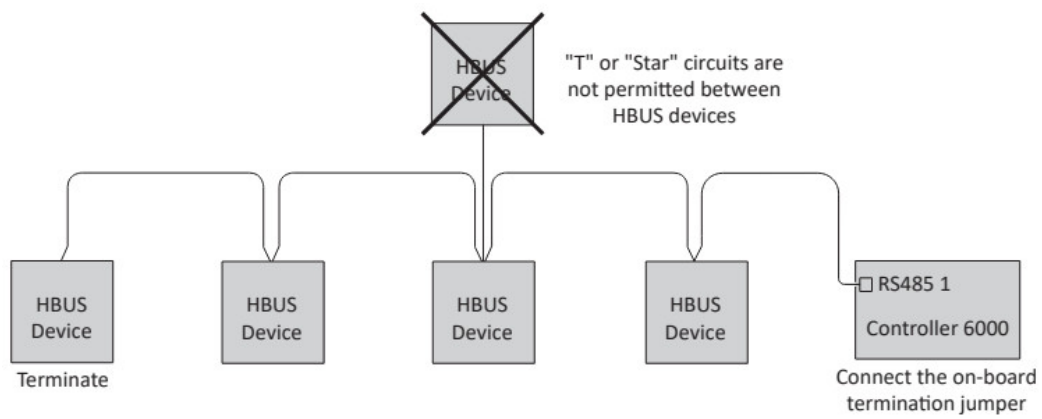 HBUS
Device
"T" or "Star" circuits are
not permitted between
HBUS devices
HBUS
Device
HBUS
Device
HBUS
Device
HBUS
Device
RS485 1
Controller 6000
Terminate
Connect the on-board
termination jumper